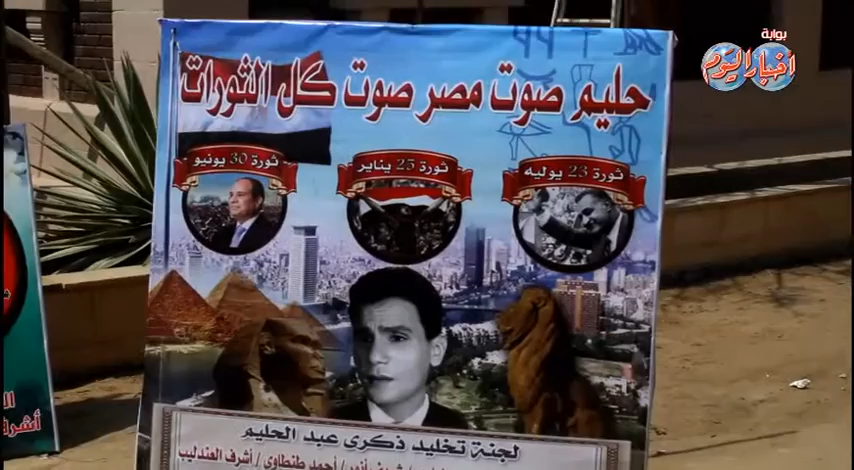 بوابة
أخبار اليوم
حليم صوت مصر صوت كل الثورات
ثورة 23 يوليه
ثورة 25 يناير
ثورة 30 يونيو
لجنة تخليد ذكرى عبد الحليم
أحمد طنطاوى / أشرف العندليب